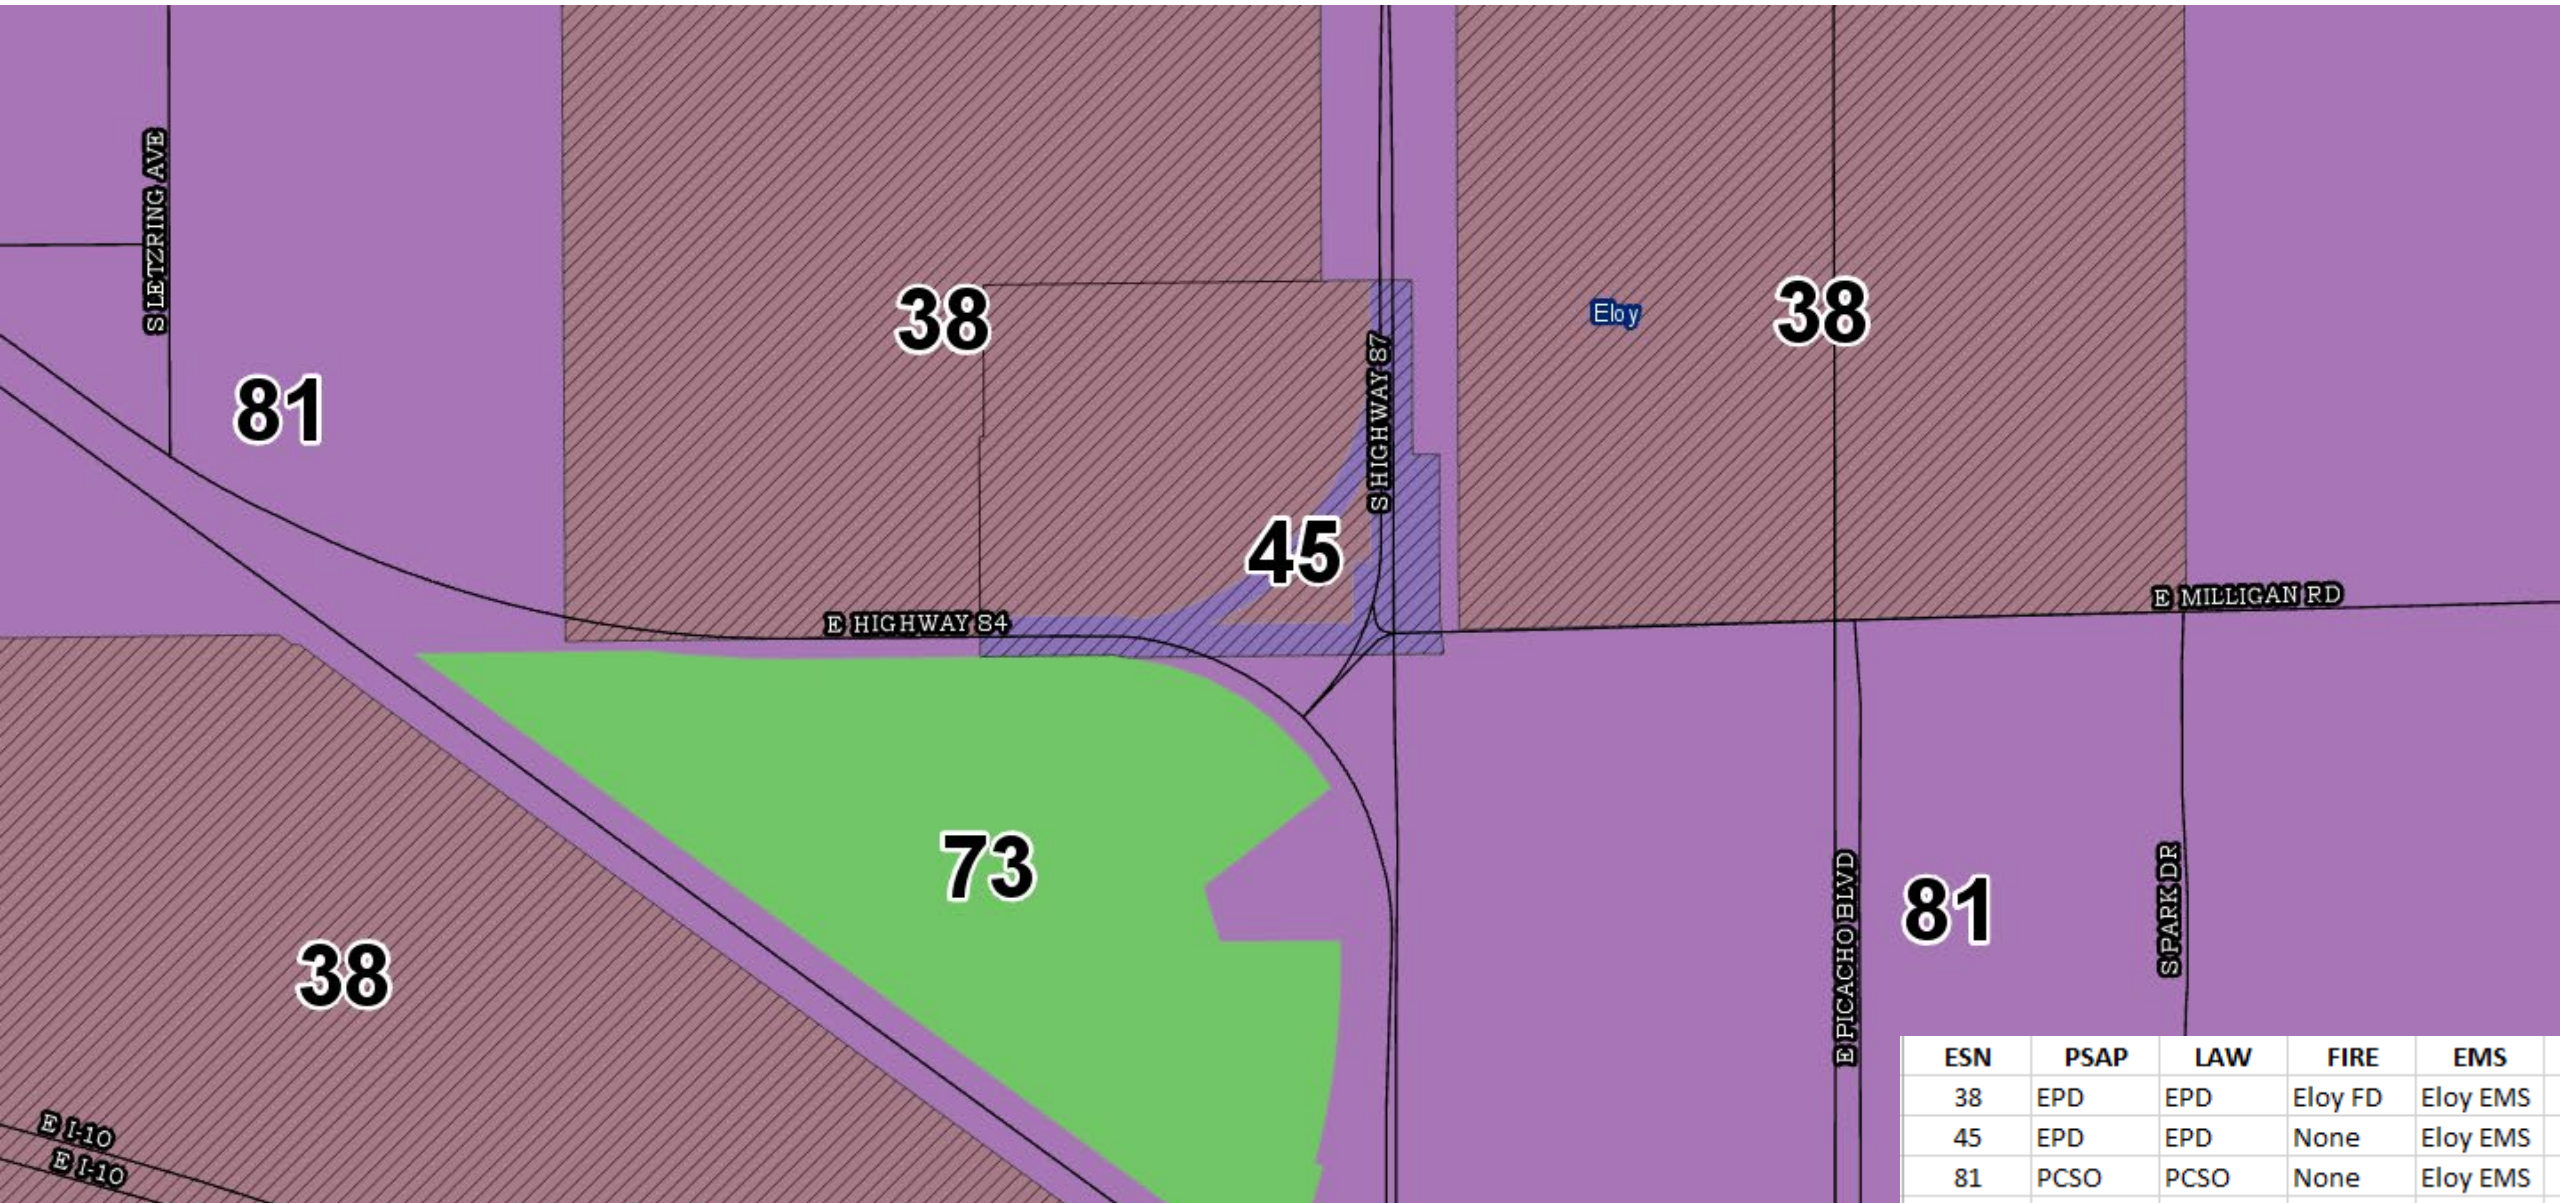 S LETZRING AVE
38
Eloy
38
81
S HIGHWAY 87
45
E HIGHWAY 84
E MILLIGAN RD
73
81
E PICACHO BLVD
S PARK DR
38
E I-10
E I-10
ESN PSAP LAW FIRE EMS
38 EPD EPD Eloy FD Eloy EMS
45 EPD EPD None Eloy EMS
81 PCSO PCSO None Eloy EMS